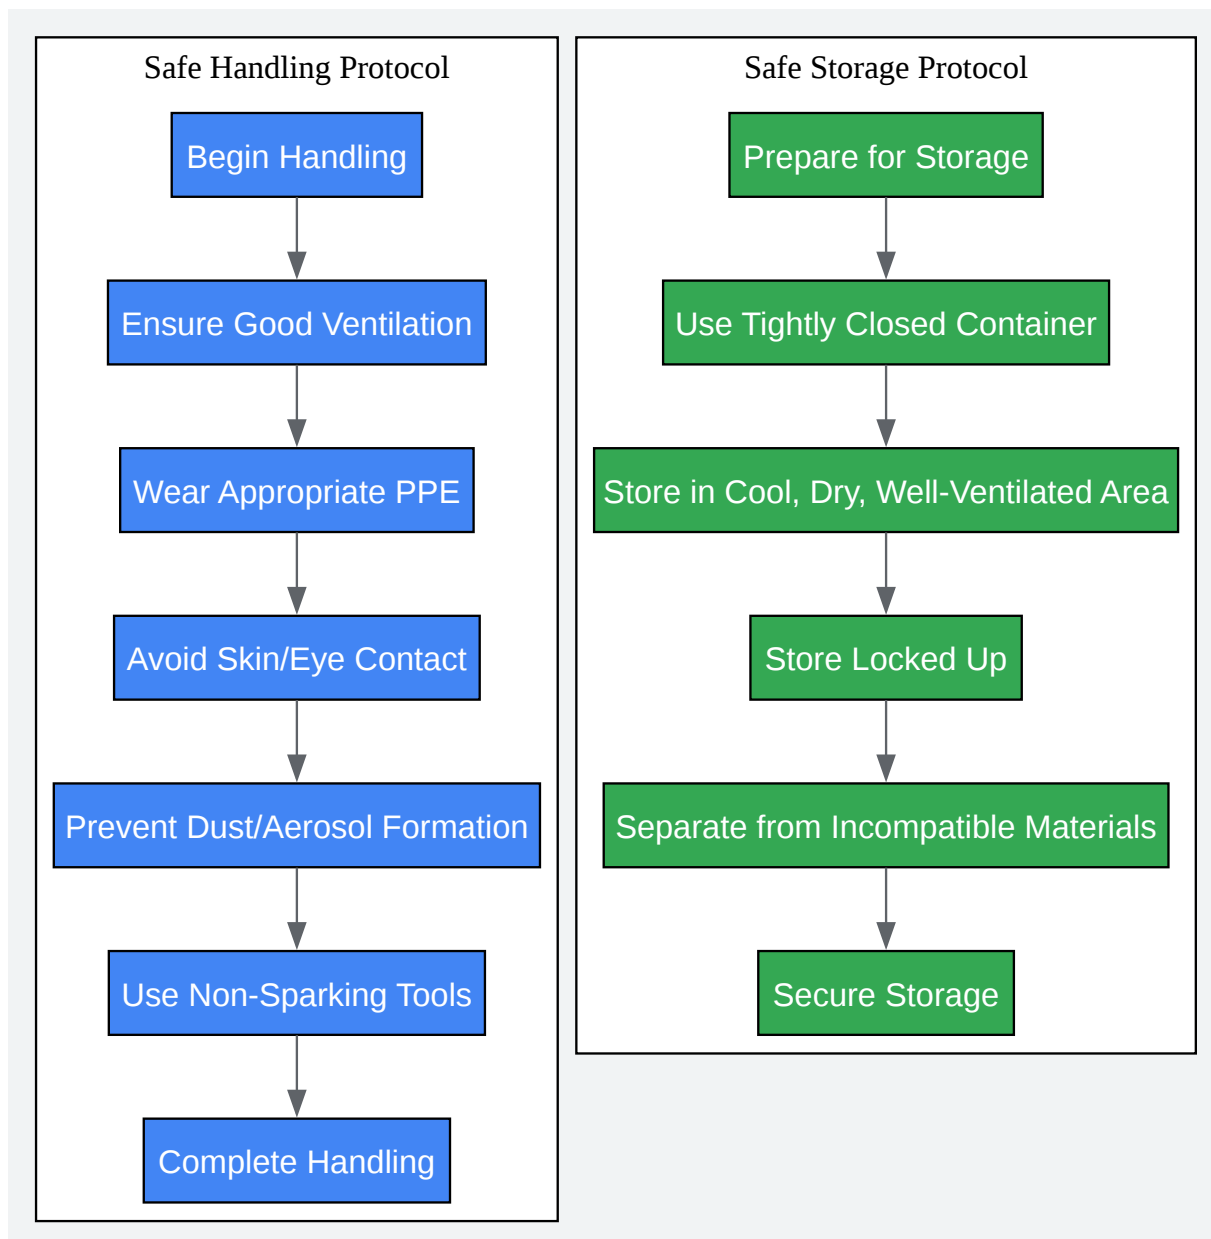 Safe Handling Protocol
Begin Handling
Ensure Good Ventilation
Wear Appropriate PPE
Avoid Skin/Eye Contact
Prevent Dust/Aerosol Formation
Use Non-Sparking Tools
Complete Handling
Safe Storage Protocol
Prepare for Storage
Use Tightly Closed Container
Store in Cool, Dry, Well-Ventilated Area
Store Locked Up
Separate from Incompatible Materials
Secure Storage